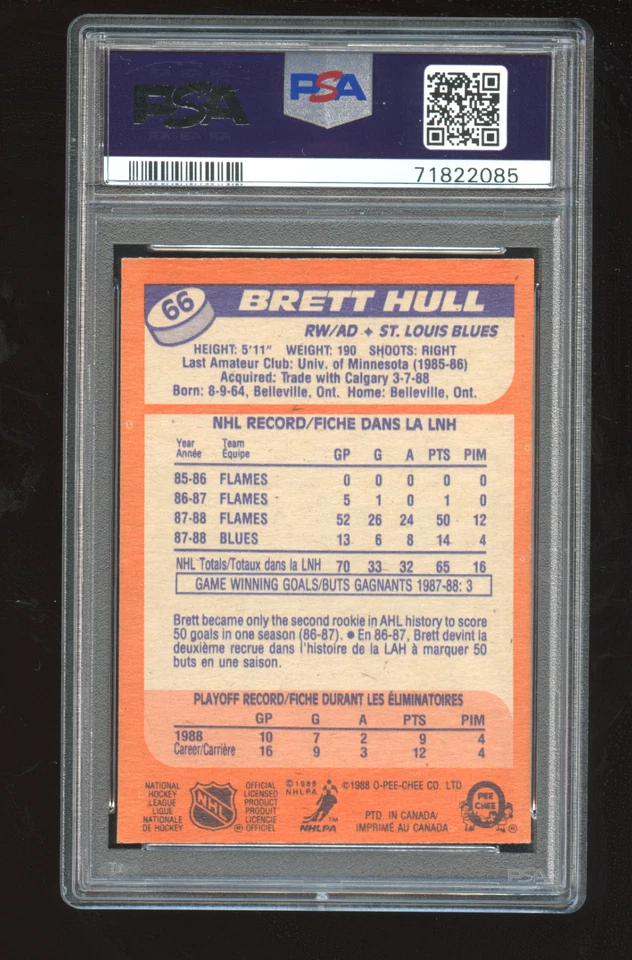 PSA PSA
71822085
66 BRETT HULL
RW/AD ✦ ST. LOUIS BLUES
HEIGHT: 5'11" WEIGHT: 190 SHOOTS: RIGHT
Last Amateur Club: Univ. of Minnesota (1985-86)
Acquired: Trade with Calgary 3-7-88
Born: 8-9-64, Belleville, Ont. Home: Belleville, Ont.
NHL RECORD/FICHE DANS LA LNH
Year Team
Année Équipe GP G A PTS PIM
85-86 FLAMES 0 0 0 0 0
86-87 FLAMES 5 1 0 1 0
87-88 FLAMES 52 26 24 50 12
87-88 BLUES 13 6 8 14 4
NHL Totals/Totaux dans la LNH 70 33 32 65 16
GAME WINNING GOALS/BUTS GAGNANTS 1987-88: 3
Brett became only the second rookie in AHL history to score
50 goals in one season (86-87). ● En 86-87, Brett devint la
deuxième recrue dans l'histoire de la LAH à marquer 50
buts en une saison.
PLAYOFF RECORD/FICHE DURANT LES ÉLIMINATOIRES
GP G A PTS PIM
1988 10 7 2 9 4
Career/Carrière 16 9 3 12 4
NATIONAL
HOCKEY
LEAGUE
LIGUE
NATIONALE
DE HOCKEY
NHL
®
OFFICIAL
LICENSED
PRODUCT
PRODUIT
LICENCIE
OFFICIEL
©1988
NHLPA
™
NHLPA
©1988 O-PEE-CHEE CO. LTD
PTD. IN CANADA/
IMPRIMÉ AU CANADA
O PEE CHEE
®
PSA